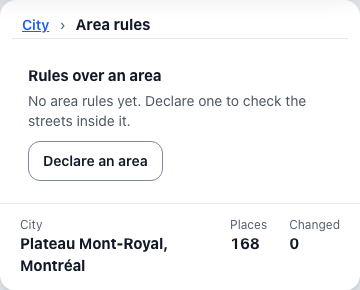 City › Area rules
Rules over an area
No area rules yet. Declare one to check the
streets inside it.
Declare an area
City Places Changed
Plateau Mont-Royal, 168 0
Montréal